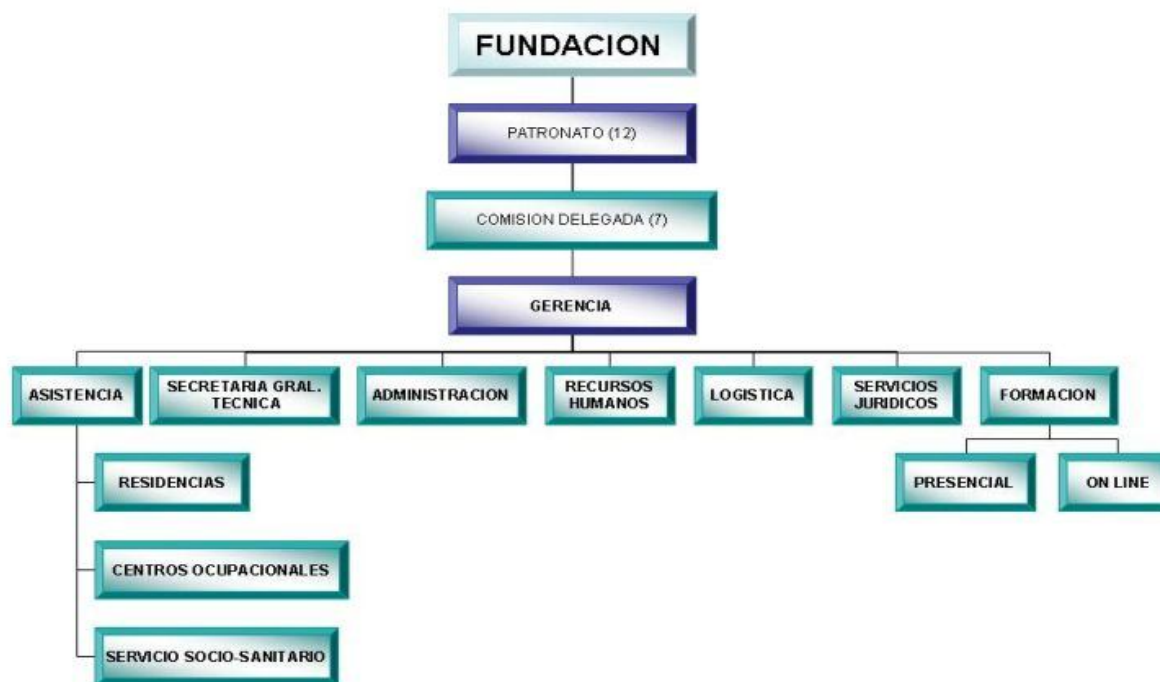 FUNDACION
PATRONATO (12)
COMISION DELEGADA (7)
GERENCIA
ASISTENCIA
SECRETARIA GRAL.
TECNICA
ADMINISTRACION
RECURSOS
HUMANOS
LOGISTICA
SERVICIOS
JURIDICOS
FORMACION
RESIDENCIAS
PRESENCIAL
ON LINE
CENTROS OCUPACIONALES
SERVICIO SOCIO-SANITARIO